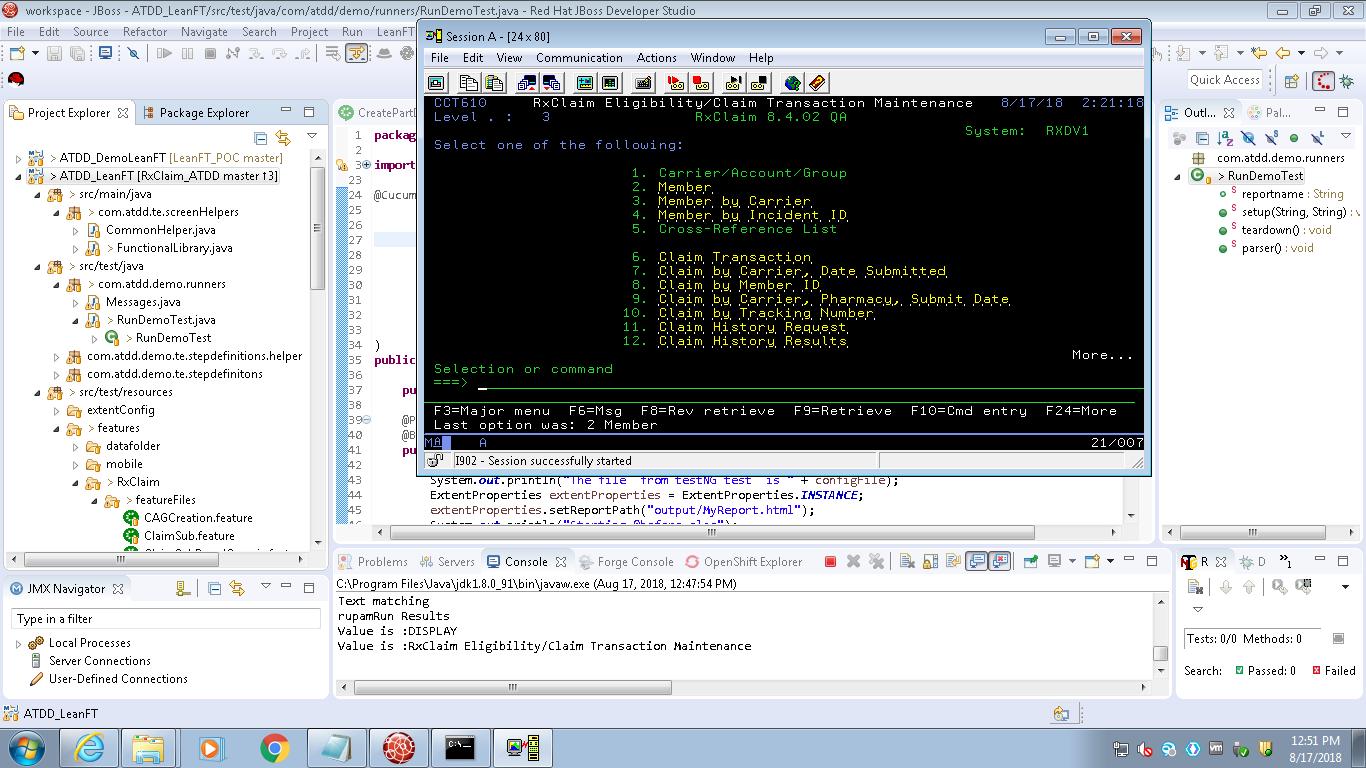 workspace - JBoss - ATDD_LeanFT/src/test/java/com/atdd/demo/runners/RunDemoTest.java - Red Hat JBoss Developer Studio
File Edit Source Refactor Navigate Search Project Run LeanFT
Quick Access
Project Explorer
Package Explorer
> ATDD_DemoLeanFT [LeanFT_POC master]
> ATDD_LeanFT [RxClaim_ATDD master ↑3]
> src/main/java
> com.atdd.te.screenHelpers
CommonHelper.java
> FunctionalLibrary.java
> src/test/java
> com.atdd.demo.runners
Messages.java
> RunDemoTest.java
> RunDemoTest
com.atdd.demo.te.stepdefinitions.helper
com.atdd.demo.te.stepdefinitons
> src/test/resources
extentConfig
> features
datafolder
mobile
> RxClaim
> featureFiles
CAGCreation.feature
ClaimSub.feature
JMX Navigator
Type in a filter
Local Processes
Server Connections
User-Defined Connections
1 packag
2
3 import
23
24 @Cucum
25
26
27
28
29
30
31
32
33
34 )
35 public
36
37 pu
38
39 @P
40 @B
41 pu
42
43 System.out.println("The file from testNG test is " + configFile);
44 ExtentProperties extentProperties = ExtentProperties.INSTANCE;
45 extentProperties.setReportPath("output/MyReport.html");
46
Session A - [24 x 80]
File Edit View Communication Actions Window Help
CCT610 RxClaim Eligibility/Claim Transaction Maintenance 8/17/18 2:21:18
Level . : 3 RxClaim 8.4.02 QA
System: RXDV1
Select one of the following:
1. Carrier/Account/Group
2. Member
3. Member by Carrier
4. Member by Incident ID
5. Cross-Reference List
6. Claim Transaction
7. Claim by Carrier, Date Submitted
8. Claim by Member ID
9. Claim by Carrier, Pharmacy, Submit Date
10. Claim by Tracking Number
11. Claim History Request
12. Claim History Results
More...
Selection or command
===>
F3=Major menu F6=Msg F8=Rev retrieve F9=Retrieve F10=Cmd entry F24=More
Last option was: 2 Member
MA A 21/007
I902 - Session successfully started
Outl...
Pal...
com.atdd.demo.runners
> RunDemoTest
reportname : String
setup(String, String) : v
teardown() : void
parser() : void
Problems Servers Console Forge Console OpenShift Explorer
C:\Program Files\Java\jdk1.8.0_91\bin\javaw.exe (Aug 17, 2018, 12:47:54 PM)
Text matching
rupamRun Results
Value is :DISPLAY
Value is :RxClaim Eligibility/Claim Transaction Maintenance
R D »1
Tests: 0/0 Methods: 0
Search: Passed: 0 Failed
ATDD_LeanFT
12:51 PM
8/17/2018